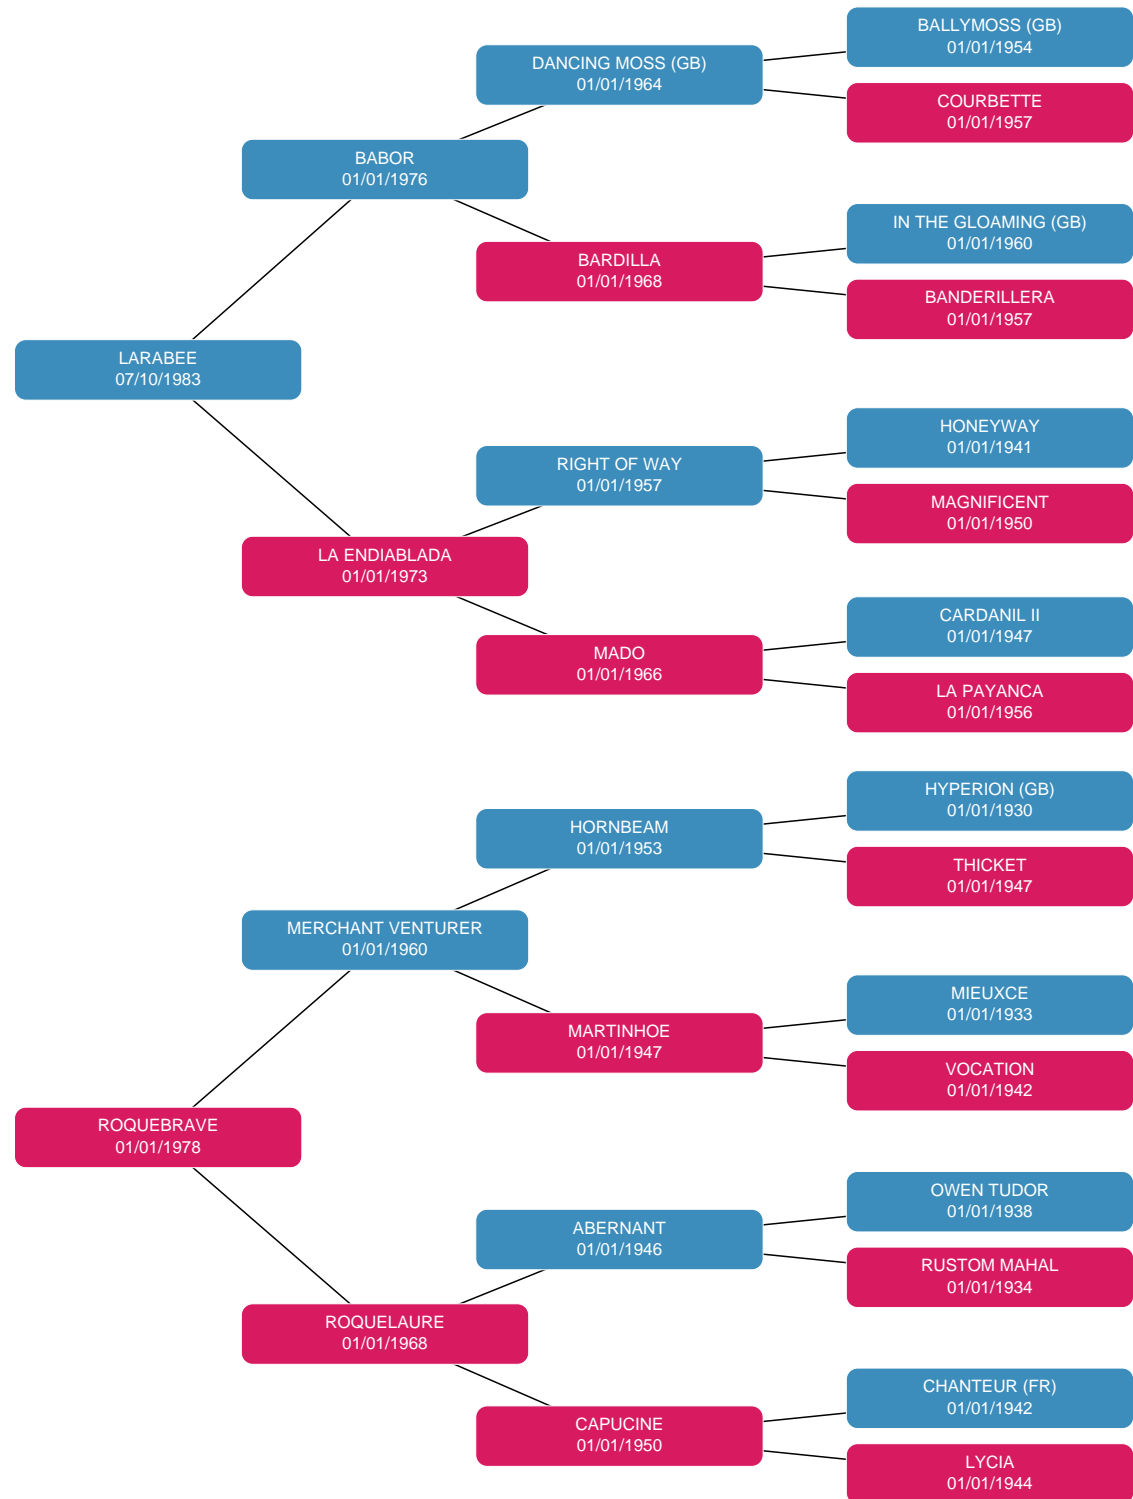 BALLYMOSS (GB)
01/01/1954
DANCING MOSS (GB)
01/01/1964
COURBETTE
01/01/1957
BABOR
01/01/1976
IN THE GLOAMING (GB)
01/01/1960
BARDILLA
01/01/1968
BANDERILLERA
01/01/1957
LARABEE
07/10/1983
HONEYWAY
01/01/1941
RIGHT OF WAY
01/01/1957
MAGNIFICENT
01/01/1950
LA ENDIABLADA
01/01/1973
CARDANIL II
01/01/1947
MADO
01/01/1966
LA PAYANCA
01/01/1956
HYPERION (GB)
01/01/1930
HORNBEAM
01/01/1953
THICKET
01/01/1947
MERCHANT VENTURER
01/01/1960
MIEUXCE
01/01/1933
MARTINHOE
01/01/1947
VOCATION
01/01/1942
ROQUEBRAVE
01/01/1978
OWEN TUDOR
01/01/1938
ABERNANT
01/01/1946
RUSTOM MAHAL
01/01/1934
ROQUELAURE
01/01/1968
CHANTEUR (FR)
01/01/1942
CAPUCINE
01/01/1950
LYCIA
01/01/1944